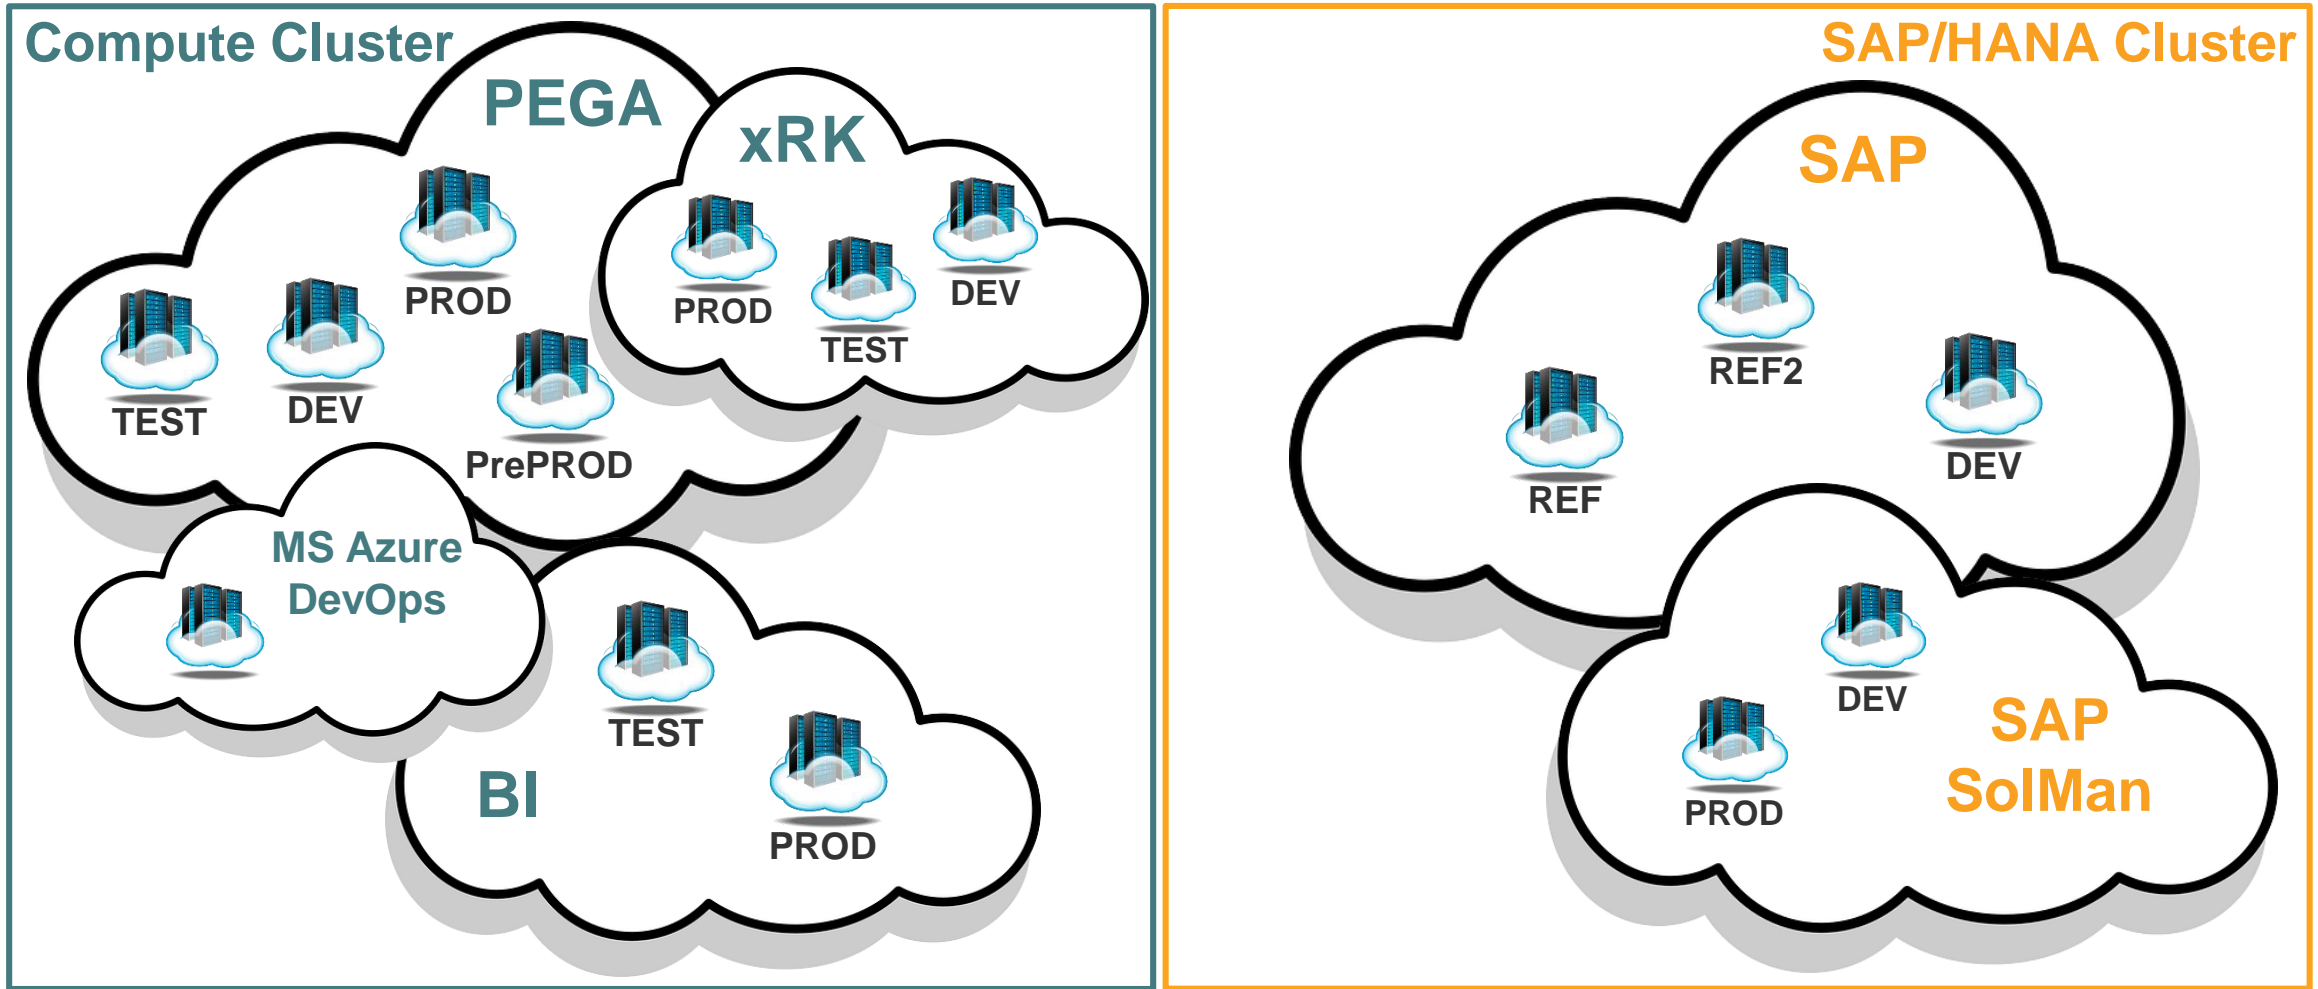 Compute Cluster
PEGA
xRK
PROD
TEST
DEV
PROD
TEST
DEV
PrePROD
MS Azure
DevOps
TEST
BI
PROD
SAP/HANA Cluster
SAP
REF2
DEV
REF
DEV
PROD
SAP
SolMan